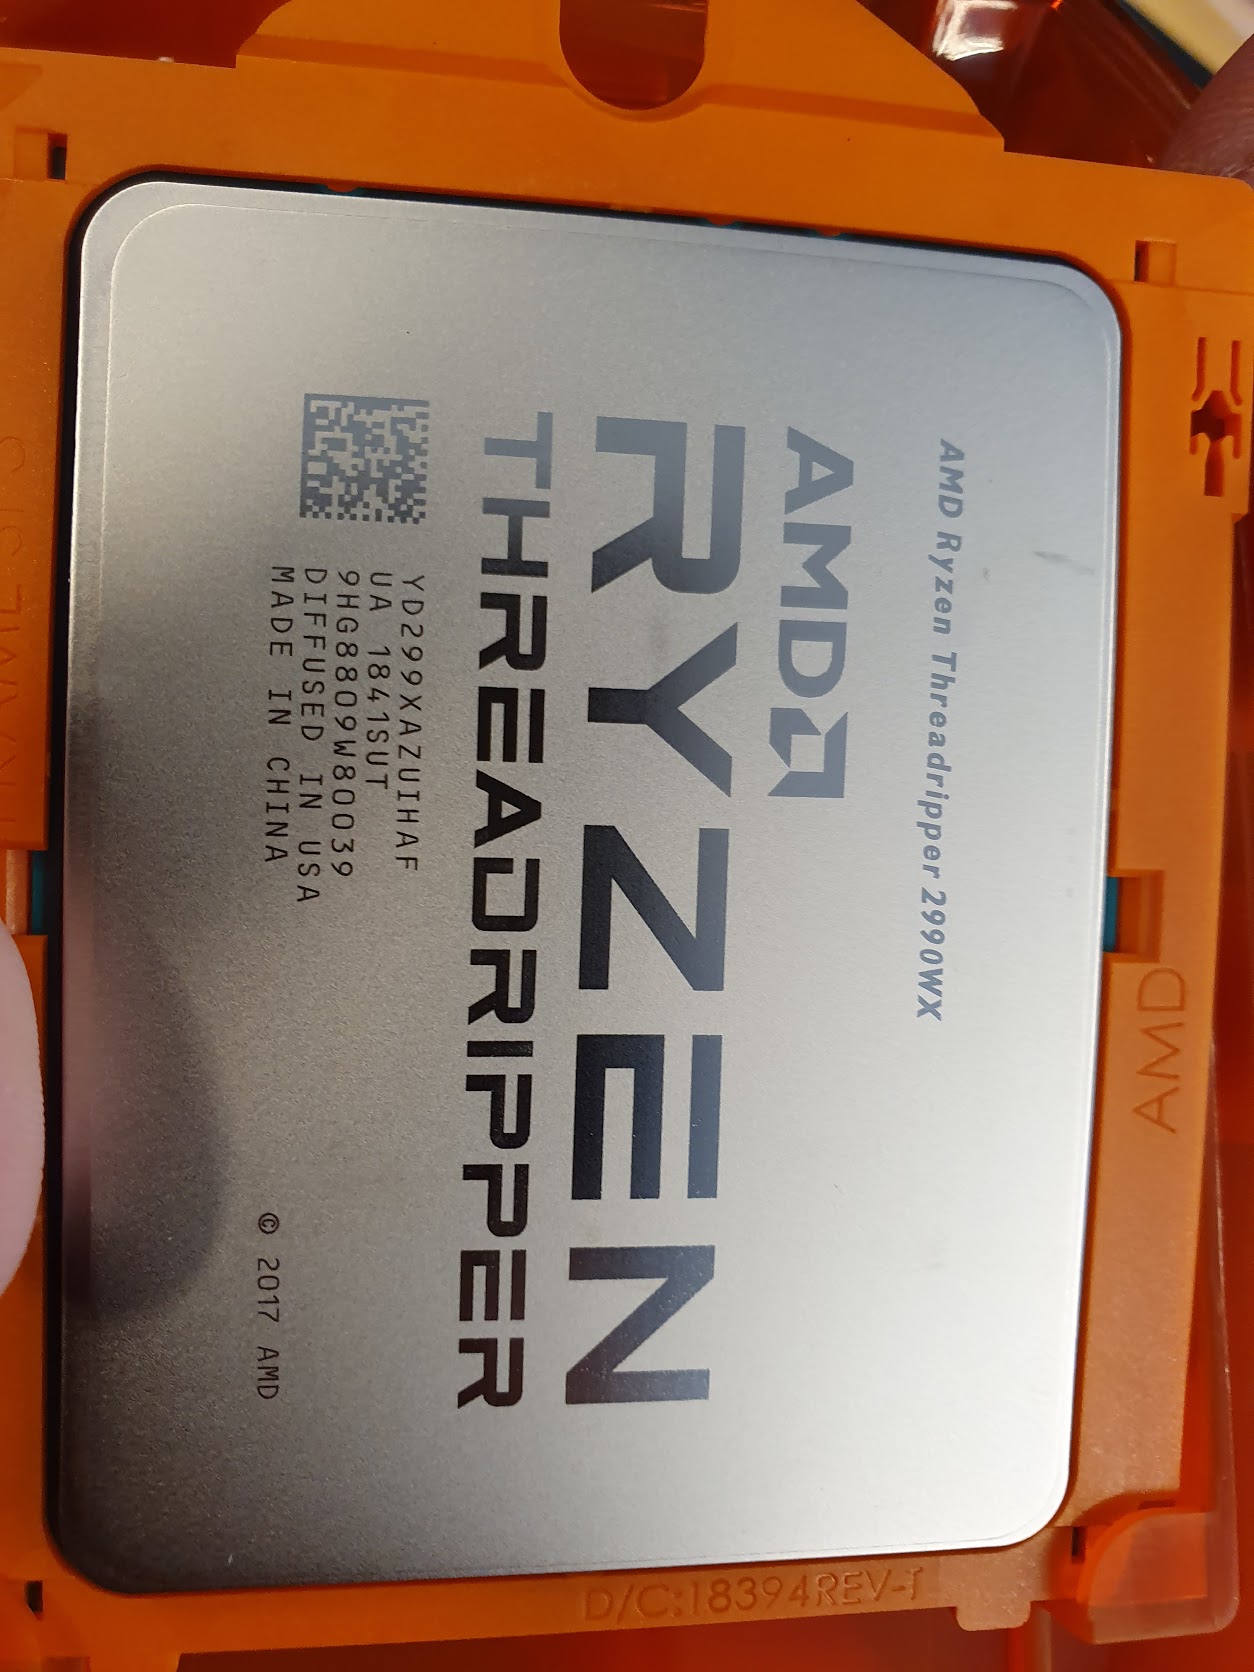 AMD Ryzen Threadripper 2990WX
AMD
RYZEN
THREADRIPPER
YD299XAZUIHAF
UA 1841SUT
9HG8809W80039
DIFFUSED IN USA
MADE IN CHINA
© 2017 AMD
AMD
D/C:18394REV-T